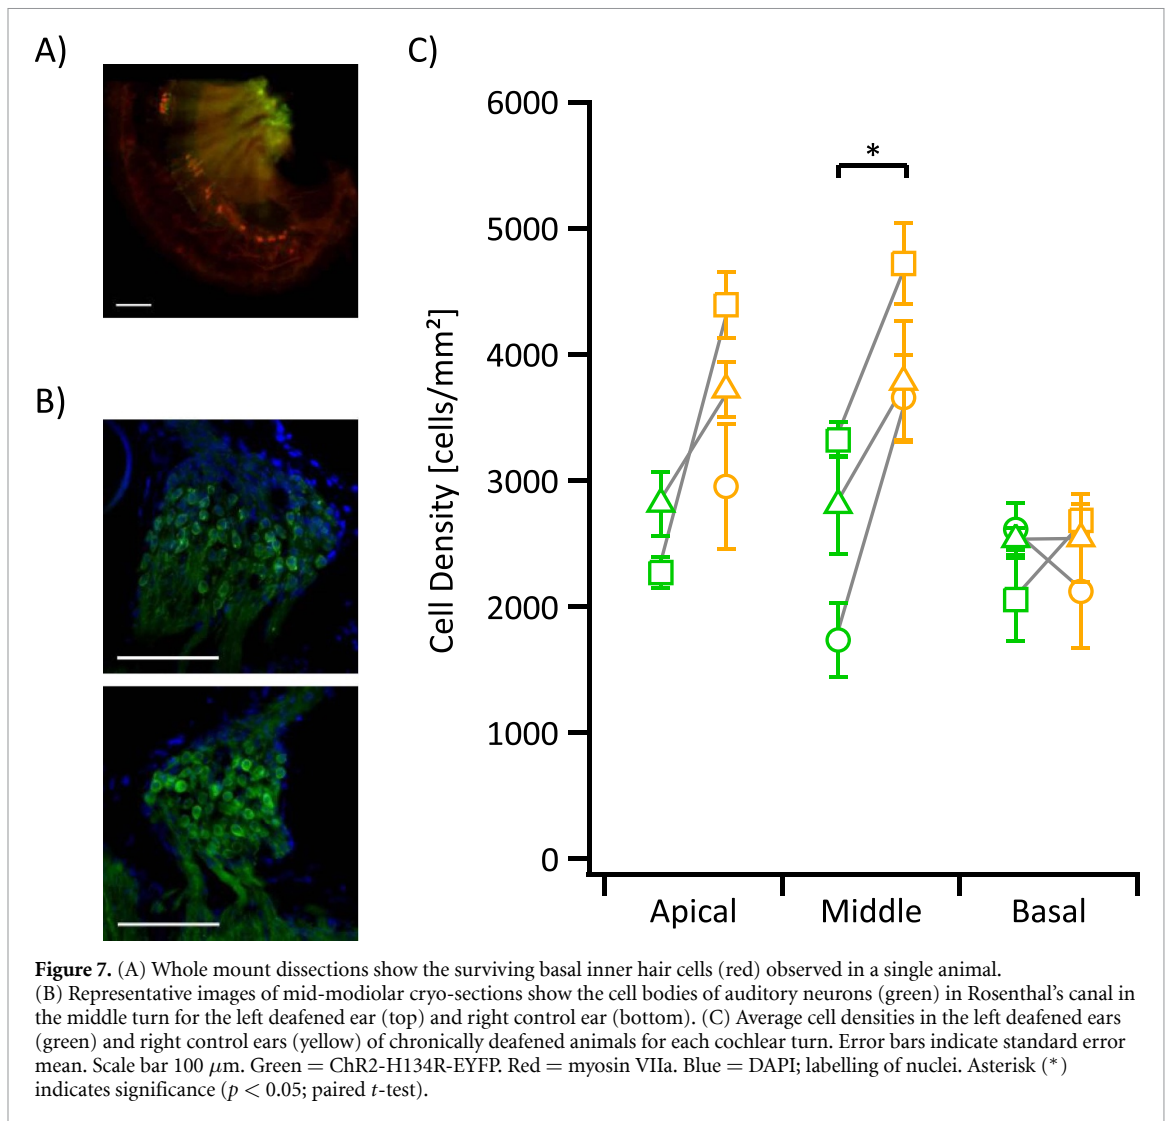 A)
C)
6000
*
5000
4000
B)
3000
2000
1000
0
Cell Density [cells/mm²]
Apical Middle Basal
Figure 7. (A) Whole mount dissections show the surviving basal inner hair cells (red) observed in a single animal.
(B) Representative images of mid-modiolar cryo-sections show the cell bodies of auditory neurons (green) in Rosenthal's canal in
the middle turn for the left deafened ear (top) and right control ear (bottom). (C) Average cell densities in the left deafened ears
(green) and right control ears (yellow) of chronically deafened animals for each cochlear turn. Error bars indicate standard error
mean. Scale bar 100 μm. Green = ChR2-H134R-EYFP. Red = myosin VIIa. Blue = DAPI; labelling of nuclei. Asterisk (*)
indicates significance (p < 0.05; paired t-test).